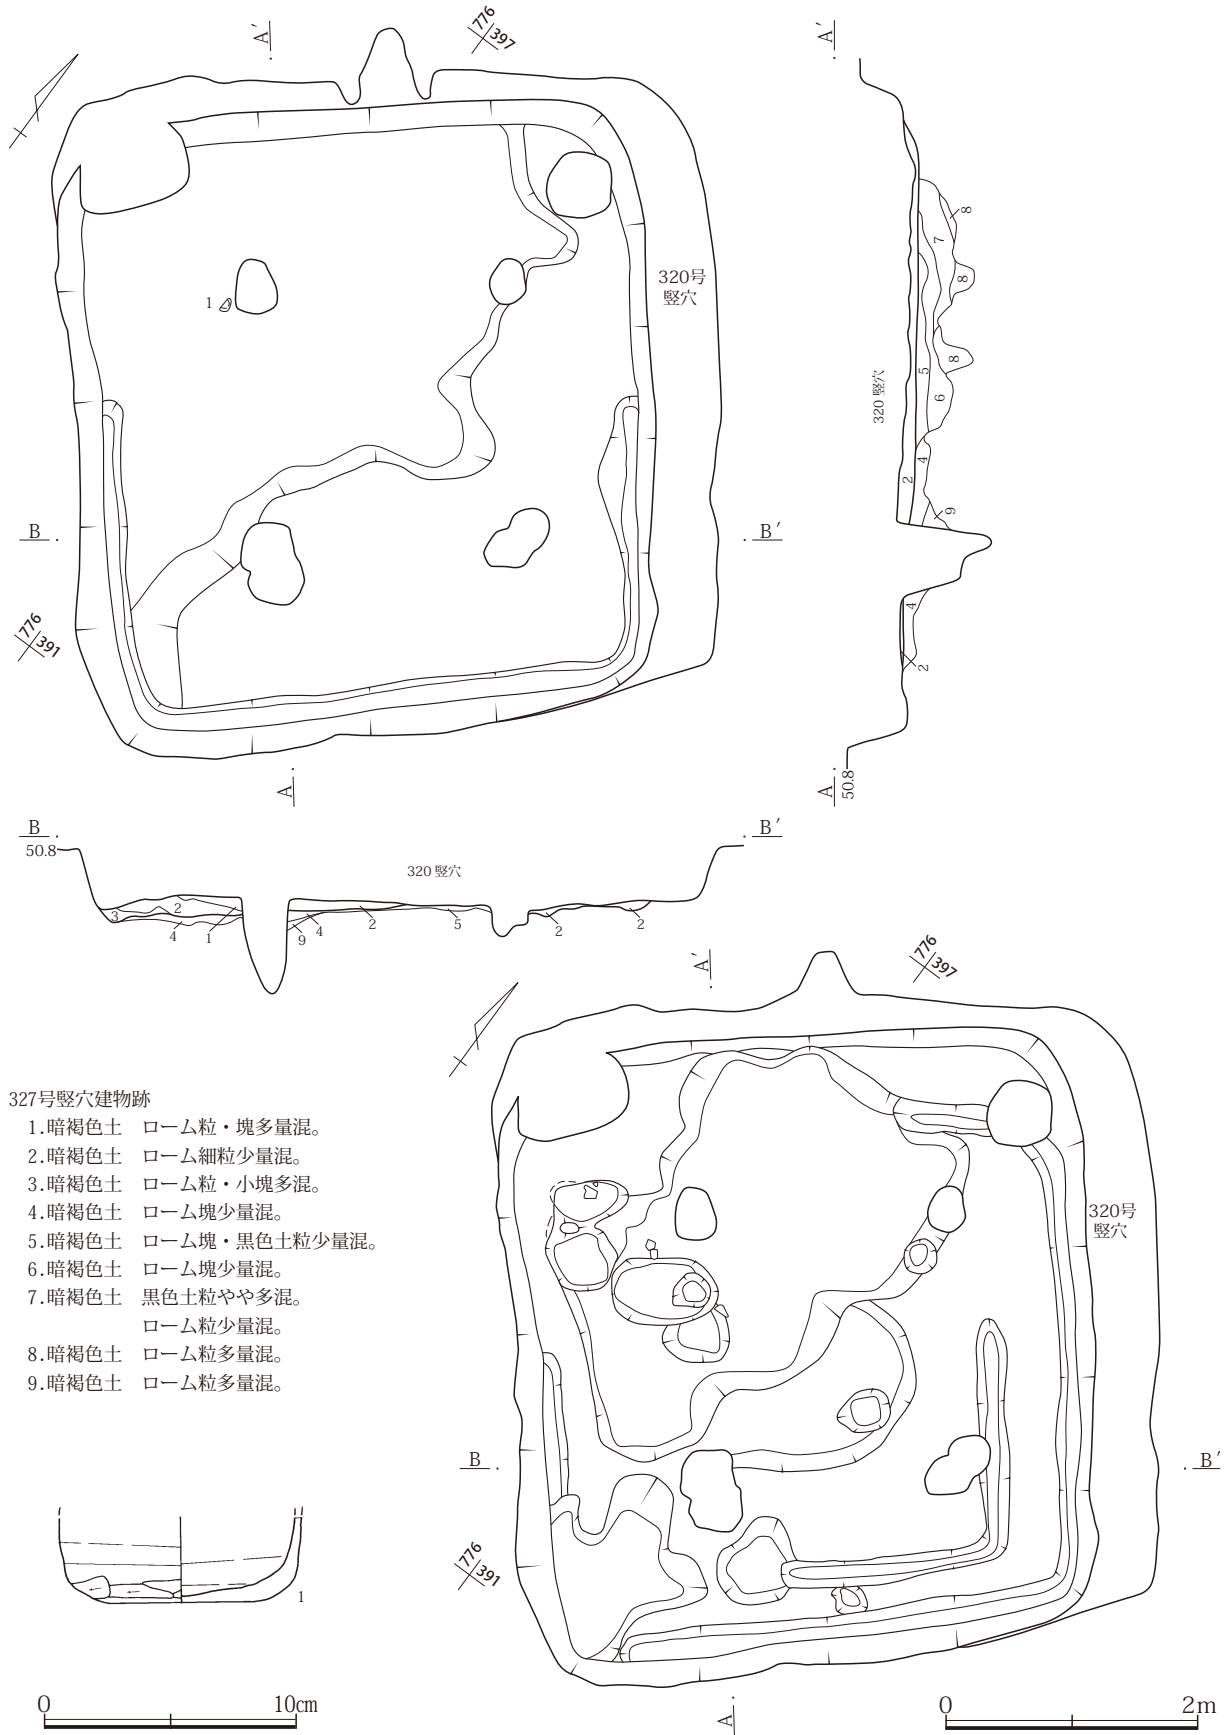 A′
776
397
A′
320号
竪穴
1
8
7
8
8
5
6
320 竪穴
4
2
9
B
B′
776
391
4
2
A
A
50.8
B
50.8
B′
320 竪穴
3
2
4
1
9
4
2
5
2
2
A′
776
397
327号竪穴建物跡
1.暗褐色土　ローム粒・塊多量混。
2.暗褐色土　ローム細粒少量混。
3.暗褐色土　ローム粒・小塊多混。
4.暗褐色土　ローム塊少量混。
5.暗褐色土　ローム塊・黒色土粒少量混。
6.暗褐色土　ローム塊少量混。
7.暗褐色土　黒色土粒やや多混。
ローム粒少量混。
8.暗褐色土　ローム粒多量混。
9.暗褐色土　ローム粒多量混。
320号
竪穴
B
B′
776
391
1
0
10㎝
A
0
2m